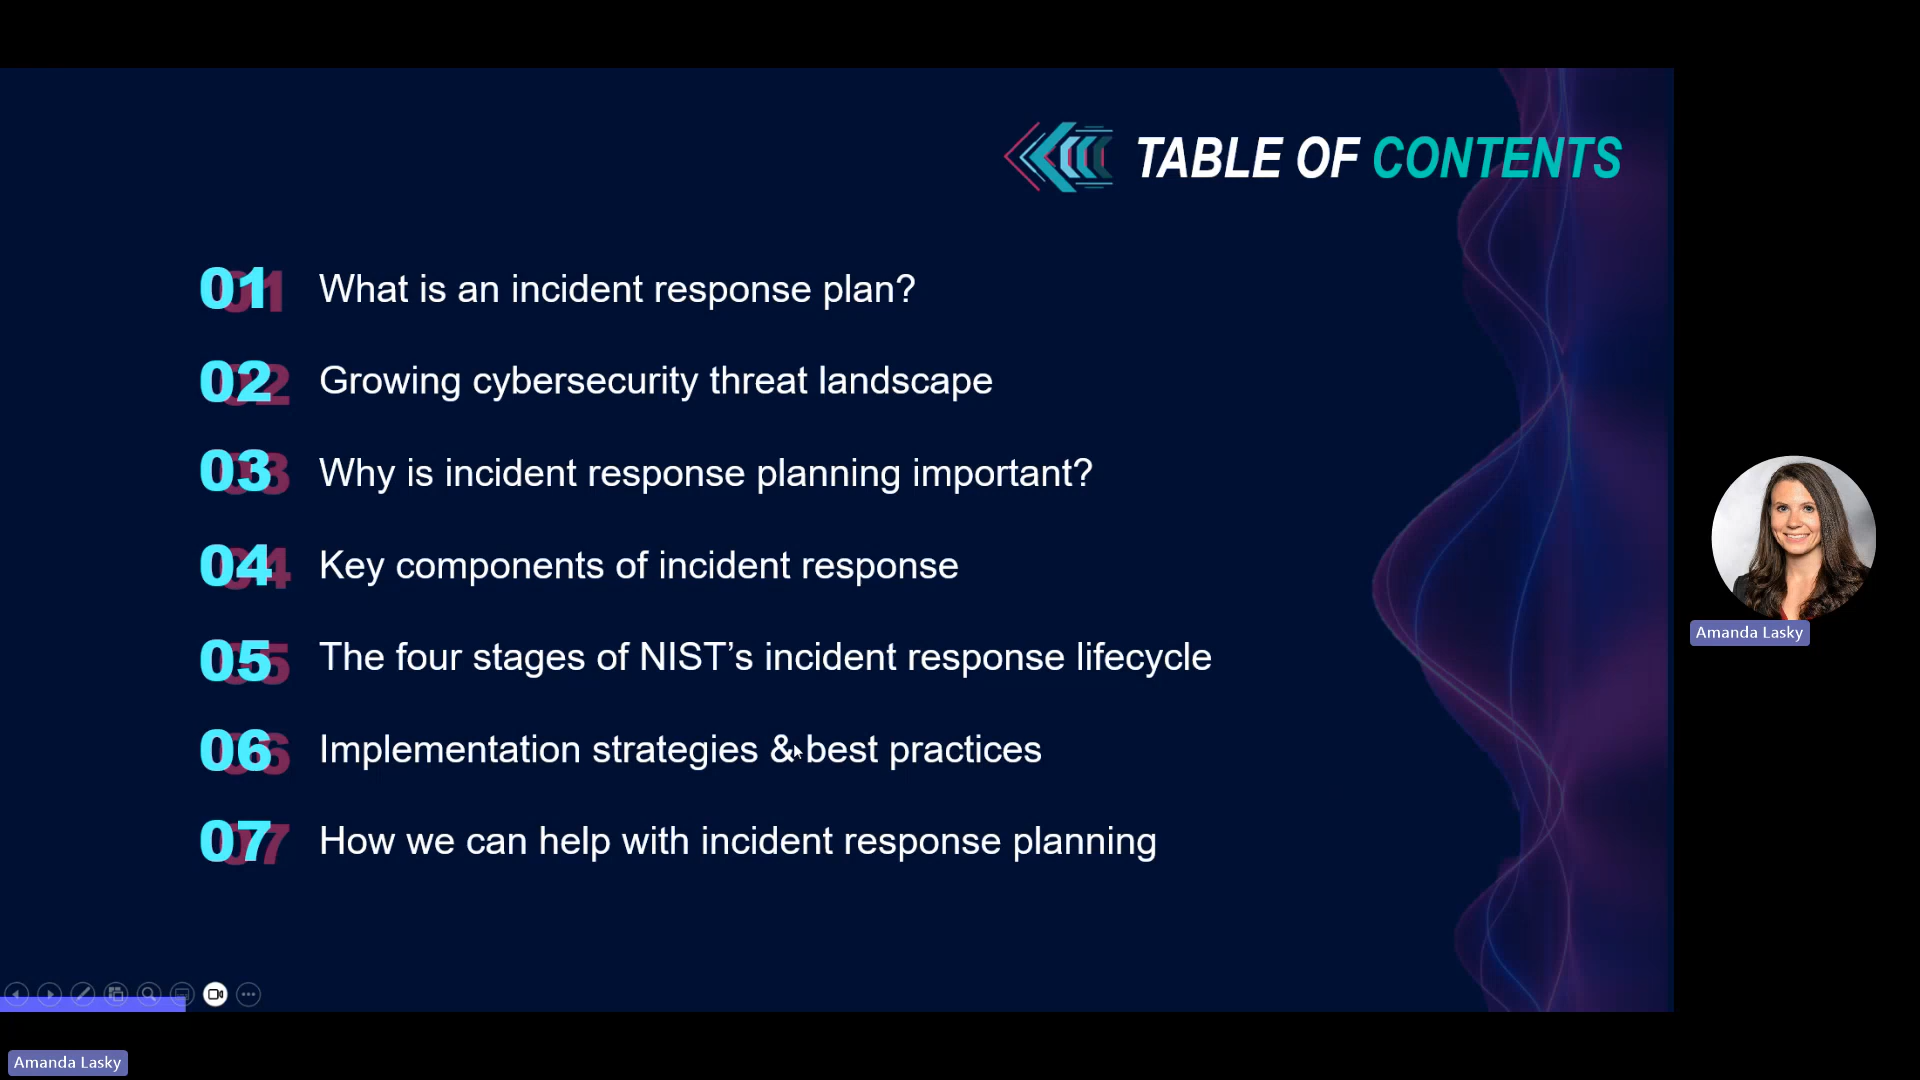 TABLE OF CONTENTS
01 What is an incident response plan?
02 Growing cybersecurity threat landscape
03 Why is incident response planning important?
04 Key components of incident response
05 The four stages of NIST’s incident response lifecycle
06 Implementation strategies & best practices
07 How we can help with incident response planning
Amanda Lasky
Amanda Lasky